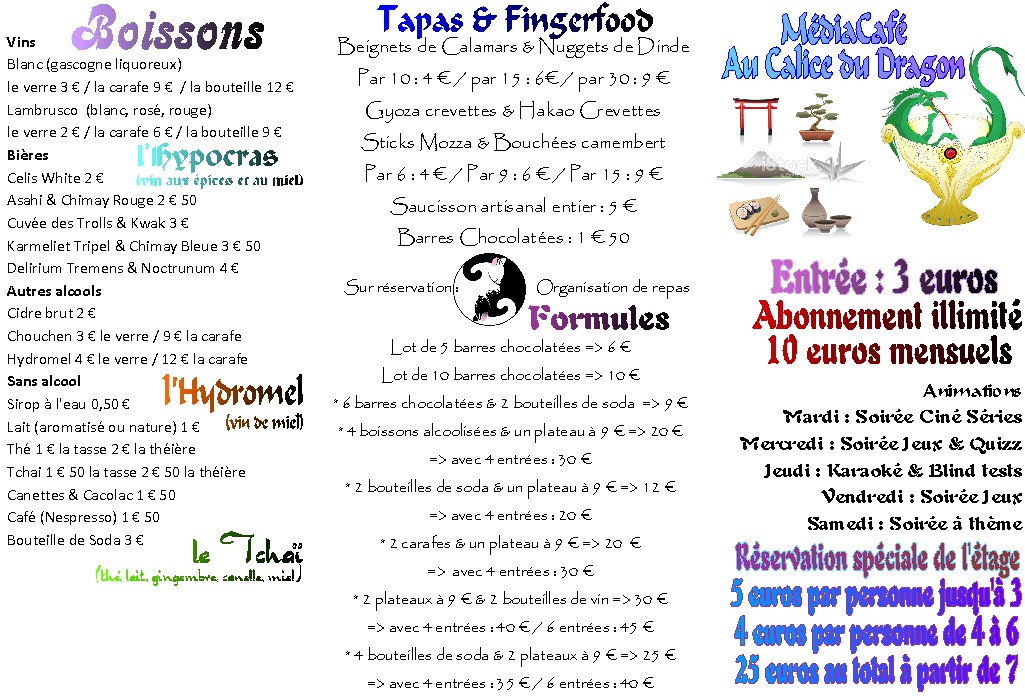 Boissons
Vins
Blanc (gascogne liquoreux)
le verre 3 € / la carafe 9 € / la bouteille 12 €
Lambrusco (blanc, rosé, rouge)
le verre 2 € / la carafe 6 € / la bouteille 9 €
Bières
l'Hypocras
(vin aux épices et au miel)
Celis White 2 €
Asahi & Chimay Rouge 2 € 50
Cuvée des Trolls & Kwak 3 €
Karmeliet Tripel & Chimay Bleue 3 € 50
Delirium Tremens & Noctrunum 4 €
Autres alcools
Cidre brut 2 €
Chouchen 3 € le verre / 9 € la carafe
Hydromel 4 € le verre / 12 € la carafe
Sans alcool
l'Hydromel
(vin de miel)
Sirop à l'eau 0,50 €
Lait (aromatisé ou nature) 1 €
Thé 1 € la tasse 2 € la théière
Tchai 1 € 50 la tasse 2 € 50 la théière
Canettes & Cacolac 1 € 50
Café (Nespresso) 1 € 50
Bouteille de Soda 3 €
le Tchaï
(thé, lait, gingembre, canelle, miel)
Tapas & Fingerfood
Beignets de Calamars & Nuggets de Dinde
Par 10 : 4 € / par 15 : 6 € / par 30 : 9 €
Gyoza crevettes & Hakao Crevettes
Sticks Mozza & Bouchées camembert
Par 6 : 4 € / Par 9 : 6 € / Par 15 : 9 €
Saucisson artisanal entier : 5 €
Barres Chocolatées : 1 € 50
Sur réservation : Organisation de repas
Formules
Lot de 5 barres chocolatées => 6 €
Lot de 10 barres chocolatées => 10 €
* 6 barres chocolatées & 2 bouteilles de soda => 9 €
* 4 boissons alcoolisées & un plateau à 9 € => 20 €
=> avec 4 entrées : 30 €
* 2 bouteilles de soda & un plateau à 9 € => 12 €
=> avec 4 entrées : 20 €
* 2 carafes & un plateau à 9 € => 20 €
=> avec 4 entrées : 30 €
* 2 plateaux à 9 € & 2 bouteilles de vin => 30 €
=> avec 4 entrées : 40 € / 6 entrées : 45 €
* 4 bouteilles de soda & 2 plateaux à 9 € => 25 €
=> avec 4 entrées : 35 € / 6 entrées : 40 €
MédiaCafé
Au Calice du Dragon
iStock
Entrée : 3 euros
Abonnement illimité
10 euros mensuels
Animations
Mardi : Soirée Ciné Séries
Mercredi : Soirée Jeux & Quizz
Jeudi : Karaoké & Blind tests
Vendredi : Soirée Jeux
Samedi : Soirée à thème
Réservation spéciale de l'étage
5 euros par personne jusqu'à 3
4 euros par personne de 4 à 6
25 euros au total à partir de 7